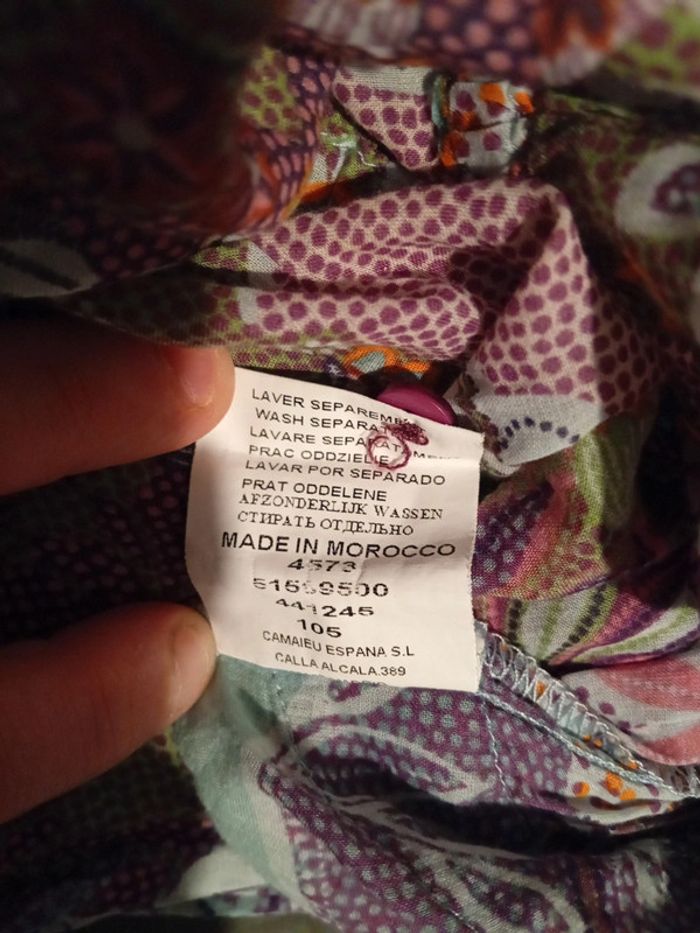 LAVER
WASH
LAVARE
PRAC ODDZIELIE
LAVAR POR SEPARADO
PRAT ODDELENE
AFZONDERLIJK WASSEN
СТИРАТЬ ОТДЕЛЬНО
MADE IN MOROCCO
4573
441245
105
CAMAIEU ESPANA S.L
CALLA ALCALA.389